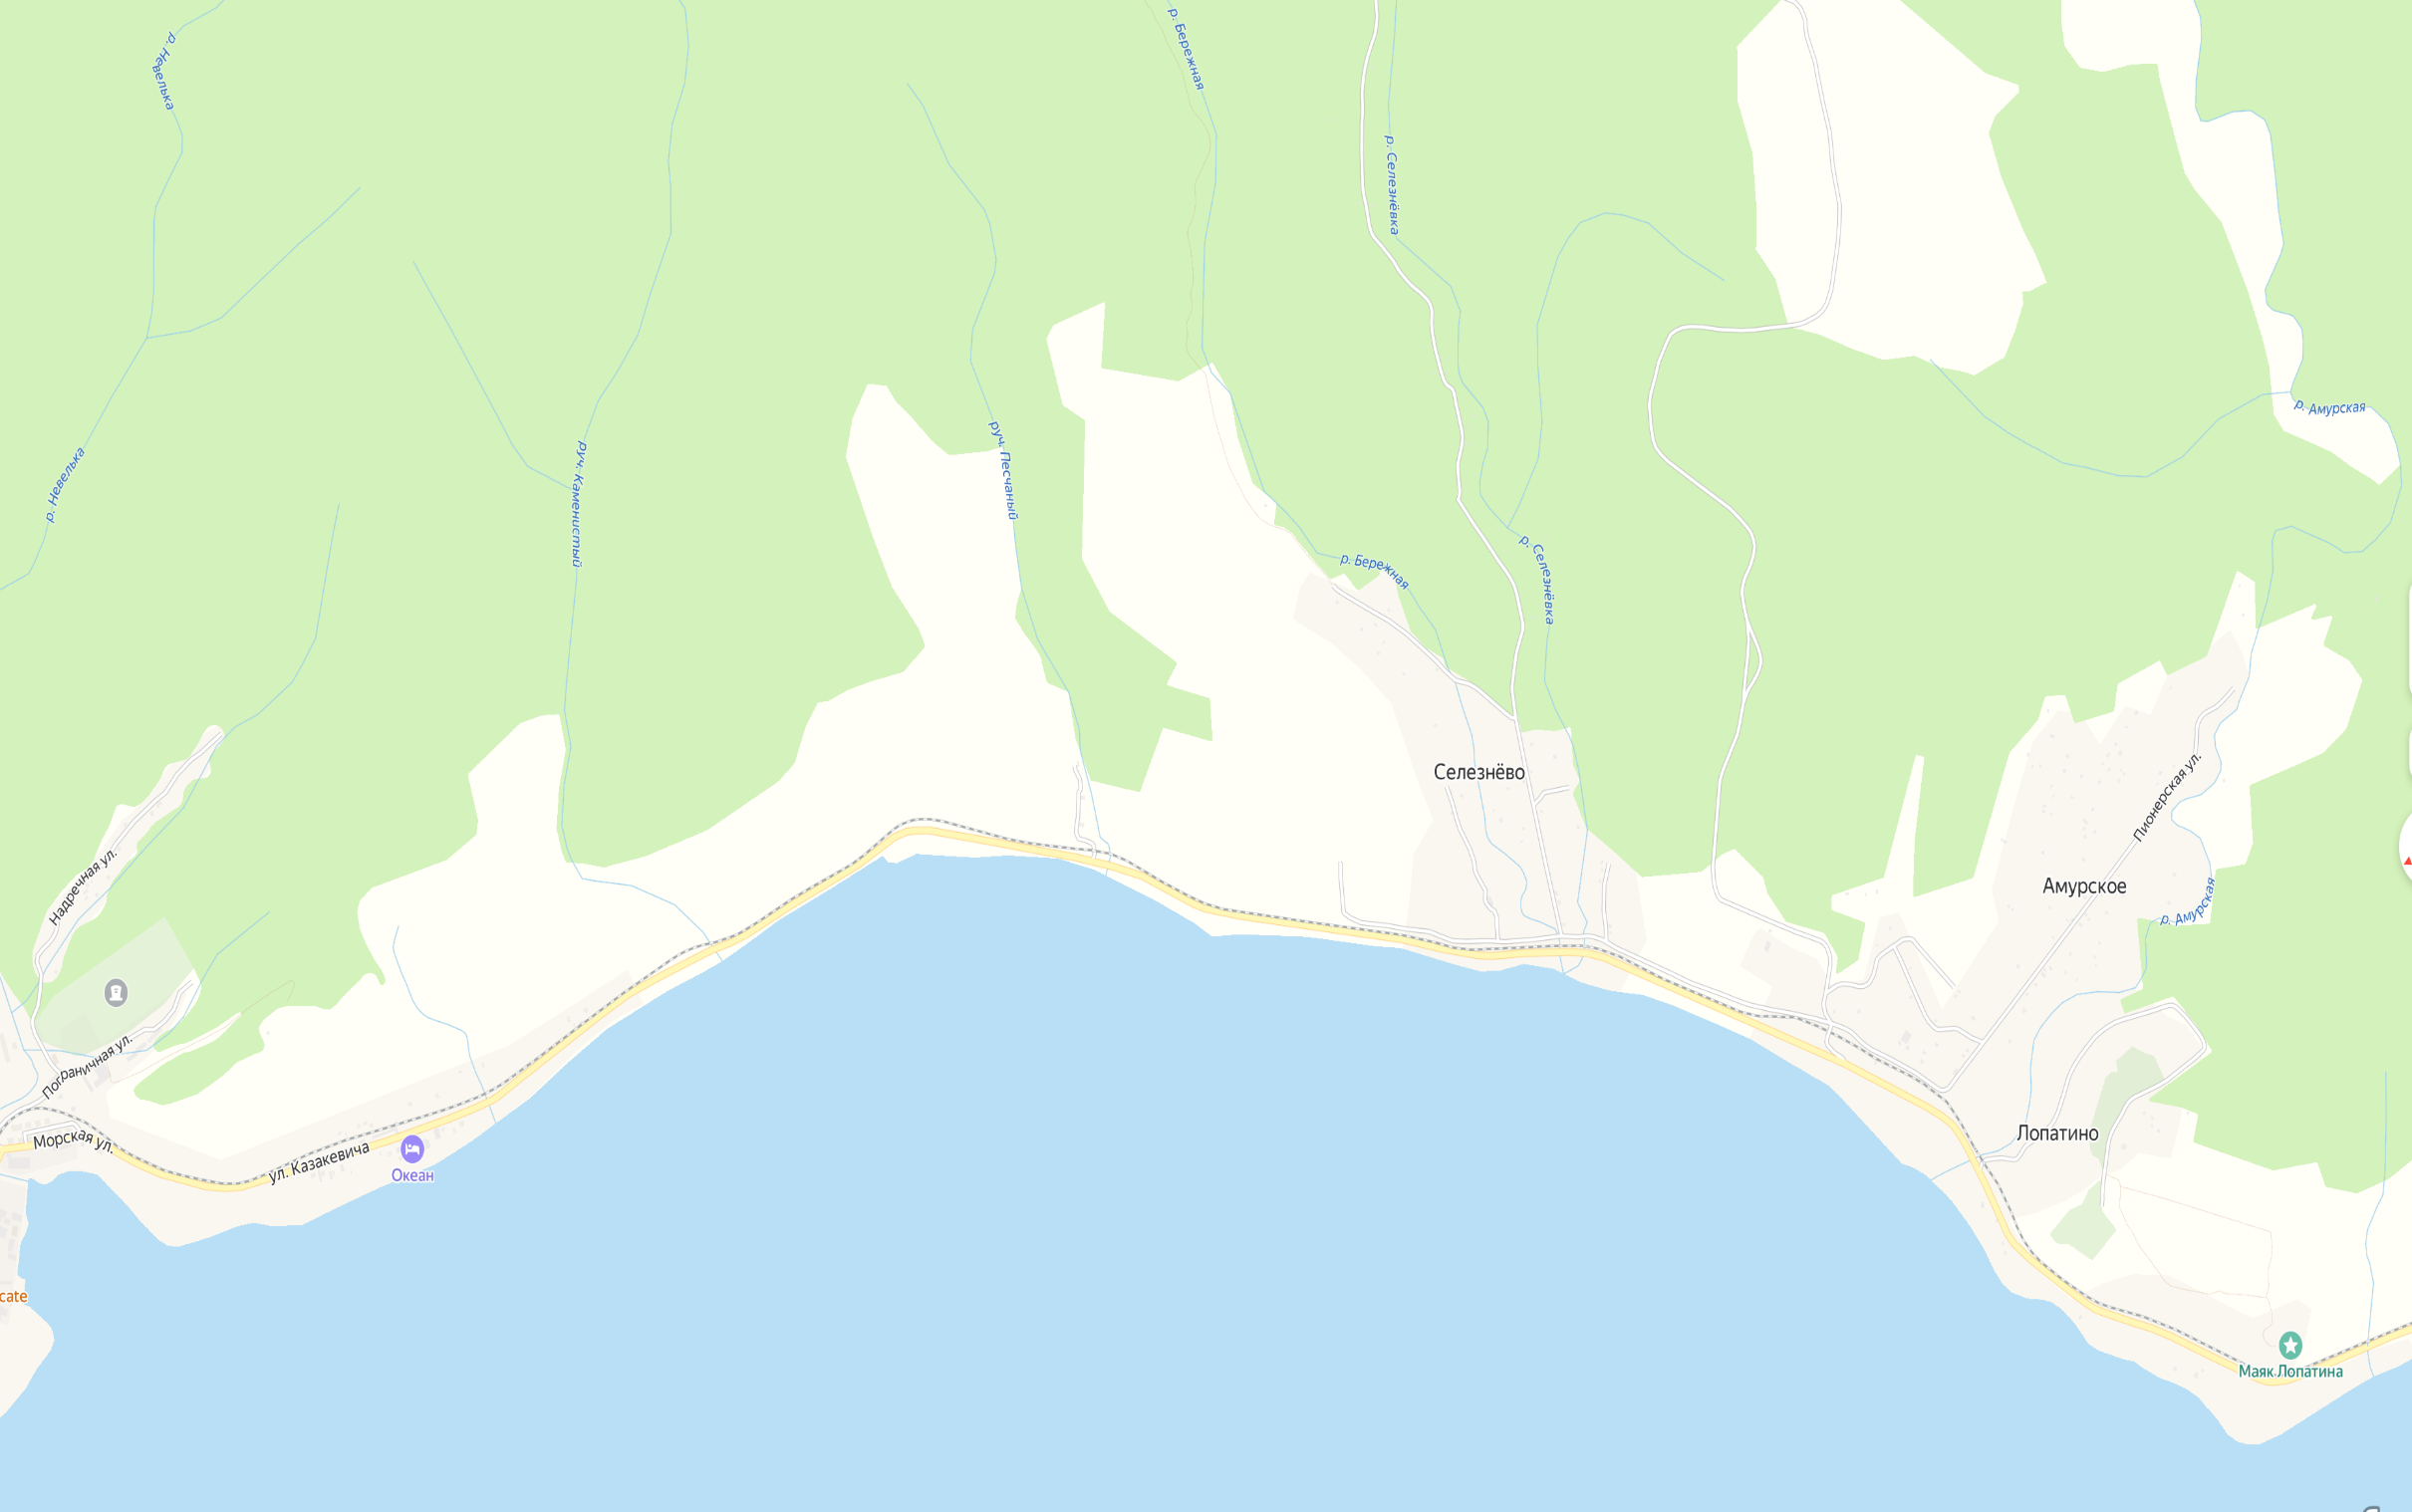 р. Невелька
р. Бережная
р. Селезнёвка
р. Амурская
руч. Песчаный
руч. Каменистый
р. Невелька
р. Бережная
р. Селезнёвка
Селезнёво
Пионерская ул.
Надречная ул.
Амурское
р. Амурская
Пограничная ул.
Лопатино
Морская ул.
ул. Казакевича
Океан
cate
Маяк Лопатина